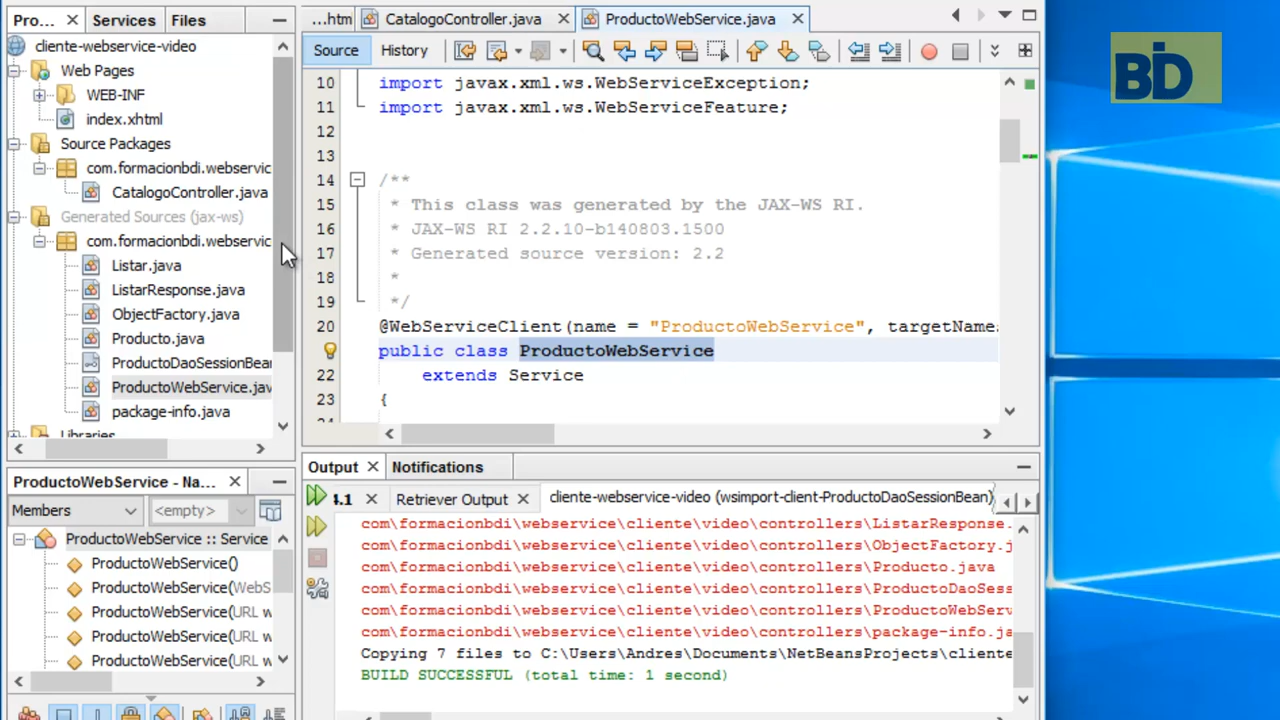 Pro...
Services
Files
cliente-webservice-video
Web Pages
WEB-INF
index.xhtml
Source Packages
com.formacionbdi.webservic
CatalogoController.java
Generated Sources (jax-ws)
com.formacionbdi.webservic
Listar.java
ListarResponse.java
ObjectFactory.java
Producto.java
ProductoDaoSessionBean
ProductoWebService.jav
package-info.java
Libraries
...htm
CatalogoController.java
ProductoWebService.java
Source
History
10 import javax.xml.ws.WebServiceException;
11 import javax.xml.ws.WebServiceFeature;
12
13
14 /**
15 * This class was generated by the JAX-WS RI.
16 * JAX-WS RI 2.2.10-b140803.1500
17 * Generated source version: 2.2
18 *
19 */
20 @WebServiceClient(name = "ProductoWebService", targetName
public class ProductoWebService
22 extends Service
23 {
BDI
ProductoWebService - Na...
Members
<empty>
ProductoWebService :: Service
ProductoWebService()
ProductoWebService(WebS
ProductoWebService(URL w
ProductoWebService(URL w
ProductoWebService(URL w
Output
Notifications
4.1
Retriever Output
cliente-webservice-video (wsimport-client-ProductoDaoSessionBean)
com\formacionbdi\webservice\cliente\video\controllers\ListarResponse.
com\formacionbdi\webservice\cliente\video\controllers\ObjectFactory.j
com\formacionbdi\webservice\cliente\video\controllers\Producto.java
com\formacionbdi\webservice\cliente\video\controllers\ProductoDaoSess
com\formacionbdi\webservice\cliente\video\controllers\ProductoWebServ
com\formacionbdi\webservice\cliente\video\controllers\package-info.ja
Copying 7 files to C:\Users\Andres\Documents\NetBeansProjects\cliente
BUILD SUCCESSFUL (total time: 1 second)